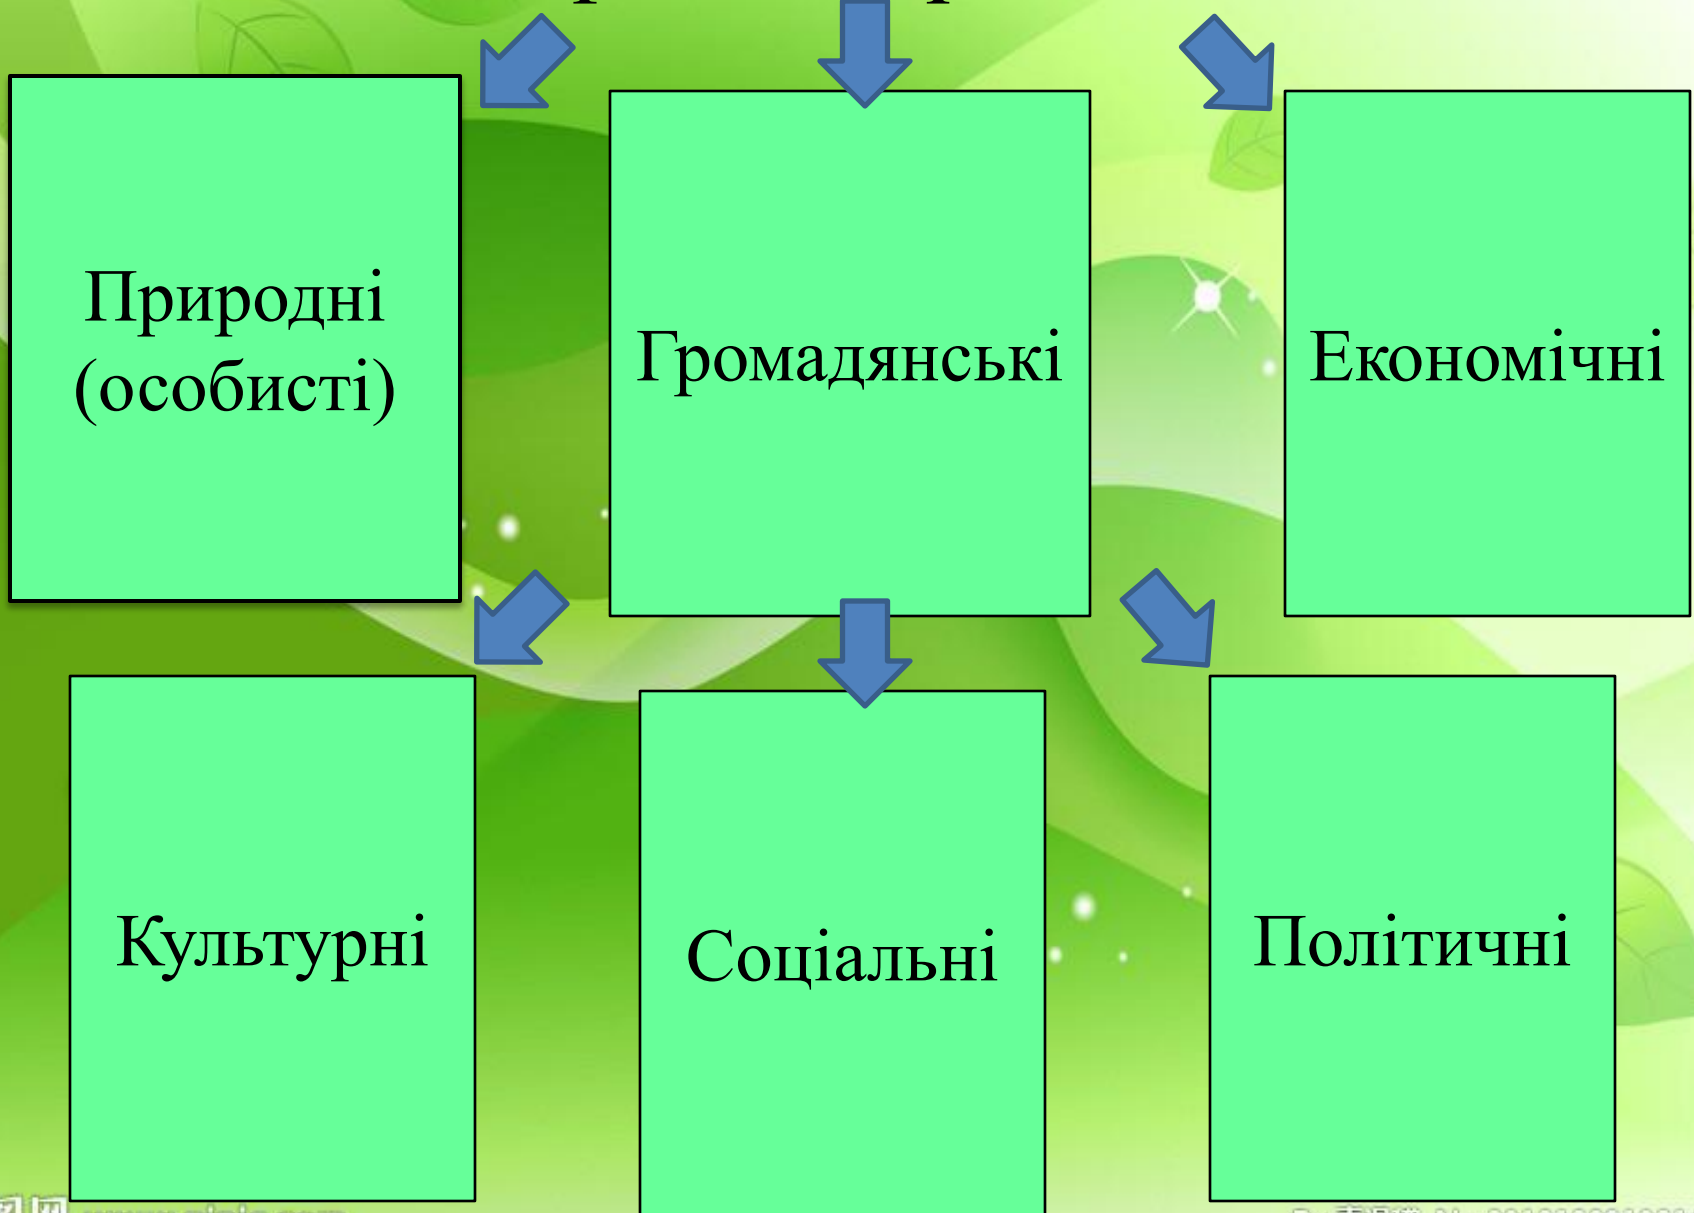 Природні
(особисті)
Громадянські
Економічні
Культурні
Соціальні
Політичні